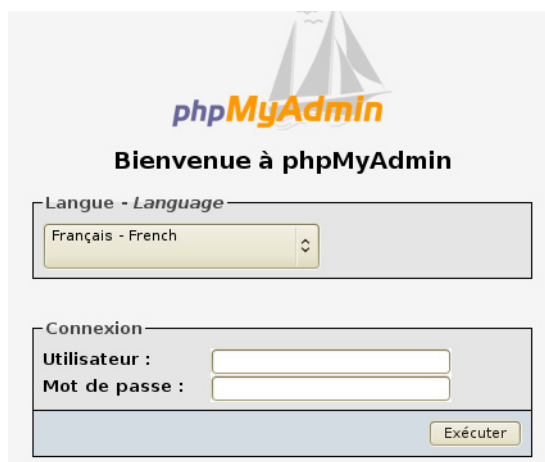 phpMyAdmin
Bienvenue à phpMyAdmin
Langue - Language
Français - French
Connexion
Utilisateur :
Mot de passe :
Exécuter